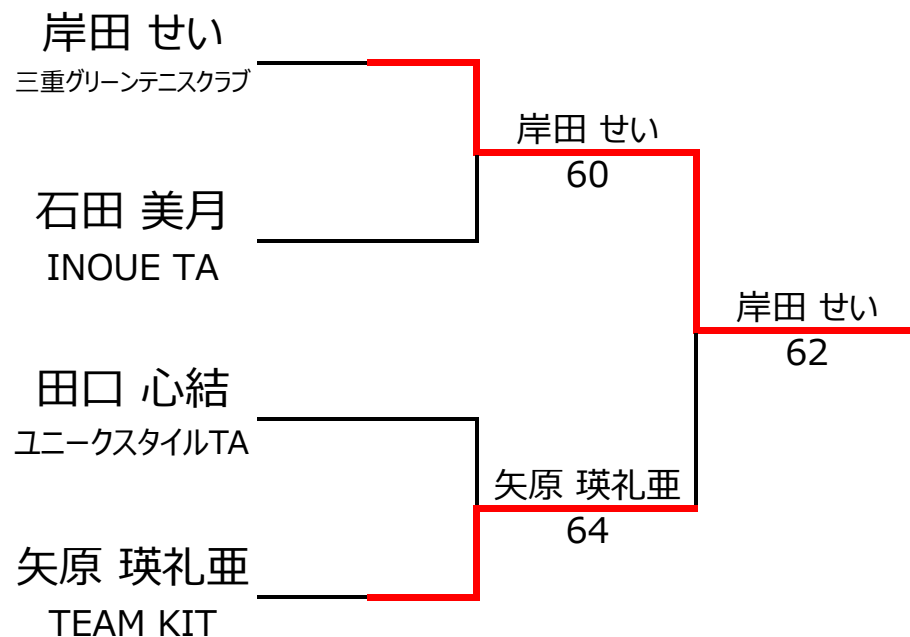 岸田 せい
三重グリーンテニスクラブ
石田 美月
INOUE TA
田口 心結
ユニークスタイルTA
矢原 瑛礼亜
TEAM KIT
岸田 せい
60
矢原 瑛礼亜
64
岸田 せい
62